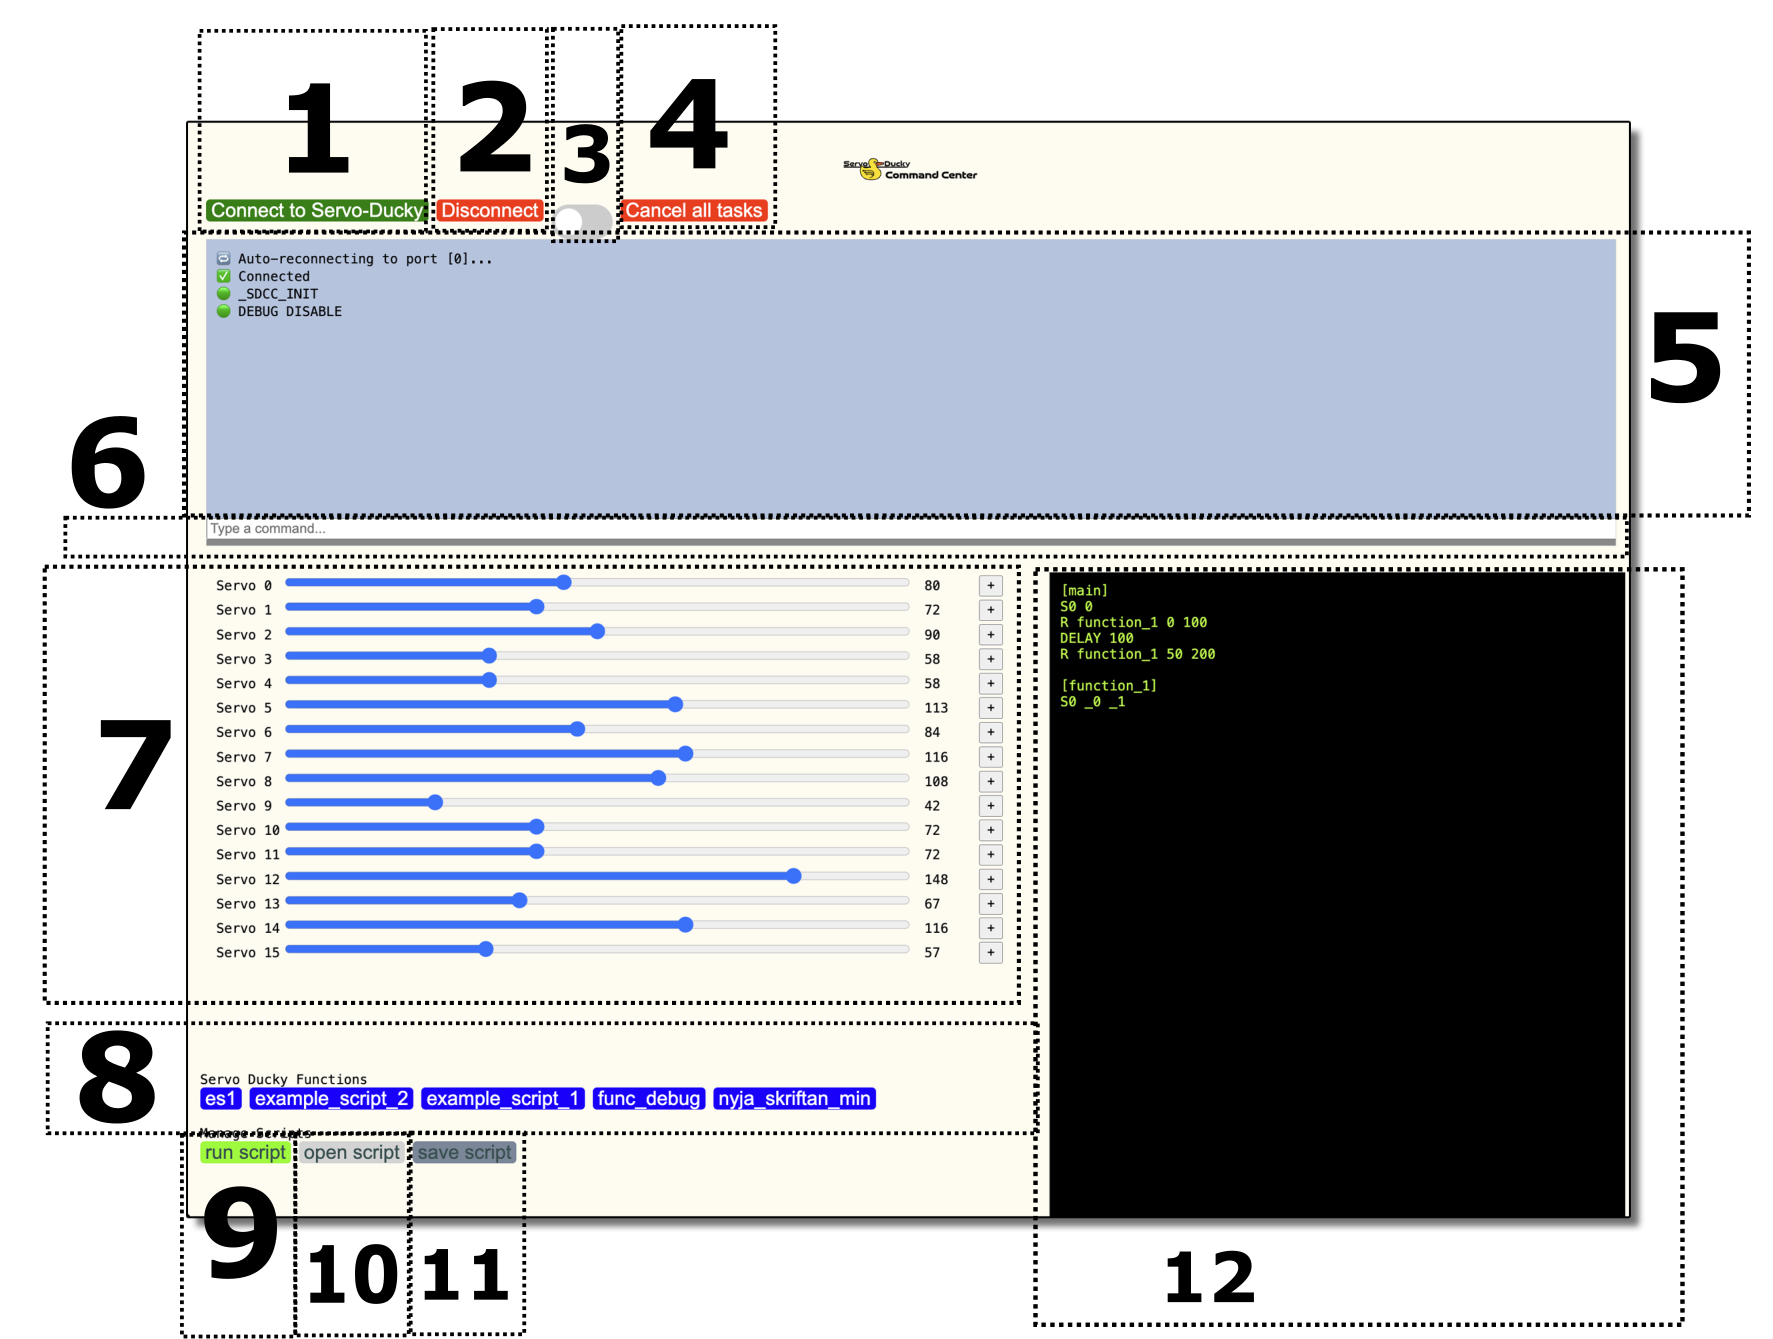 1
2
3
4
Servo Ducky
Command Center
Connect to Servo-Ducky
Disconnect
Cancel all tasks
Auto-reconnecting to port [0]...
Connected
_SDCC_INIT
DEBUG DISABLE
5
6
Type a command...
7
Servo 0 80 +
Servo 1 72 +
Servo 2 90 +
Servo 3 58 +
Servo 4 58 +
Servo 5 113 +
Servo 6 84 +
Servo 7 116 +
Servo 8 108 +
Servo 9 42 +
Servo 10 72 +
Servo 11 72 +
Servo 12 148 +
Servo 13 67 +
Servo 14 116 +
Servo 15 57 +
[main]
S0 0
R function_1 0 100
DELAY 100
R function_1 50 200
[function_1]
S0 _0 _1
8
Servo Ducky Functions
es1 example_script_2 example_script_1 func_debug nyja_skriftan_min
Manage Scripts
run script open script save script
9
10
11
12